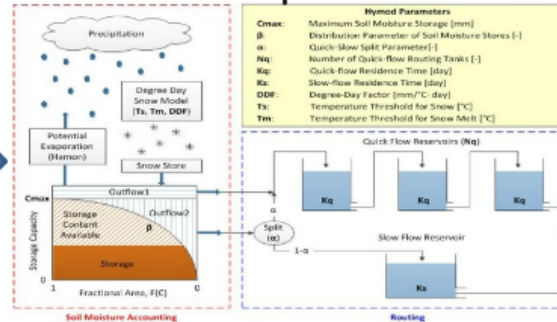 Precipitation
Degree Day
Snow Model
(Ts, Tm, DDF)
Potential
Evaporation
(Hamon)
Snow Store
Cmax
Outflow1
Outflow2
Storage
Content
Available
β
Storage
Storage Capacity
0
1
0
Fractional Area, F(C)
Soil Moisture Accounting
Hymod Parameters
Cmax: Maximum Soil Moisture Storage [mm]
β: Distribution Parameter of Soil Moisture Stores [-]
α: Quick-Slow Split Parameter[-]
Nq: Number of Quick-flow Routing Tanks [-]
Kq: Quick-flow Residence Time [day]
Ks: Slow-flow Residence Time [day]
DDF: Degree-Day Factor [mm/°C- day]
Ts: Temperature Threshold for Snow [°C]
Tm: Temperature Threshold for Snow Melt [°C]
Quick Flow Reservoirs (Nq)
Kq
Kq
Kq
α
Split
(α)
1-α
Slow Flow Reservoir
Ks
Routing